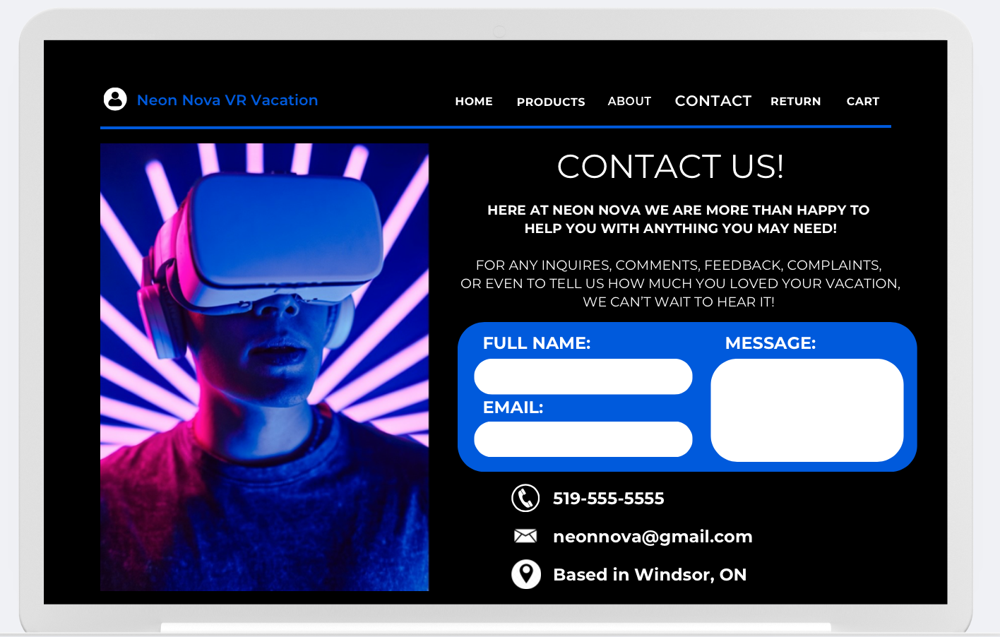 Neon Nova VR Vacation
HOME PRODUCTS ABOUT CONTACT RETURN CART
CONTACT US!
HERE AT NEON NOVA WE ARE MORE THAN HAPPY TO
HELP YOU WITH ANYTHING YOU MAY NEED!
FOR ANY INQUIRES, COMMENTS, FEEDBACK, COMPLAINTS,
OR EVEN TO TELL US HOW MUCH YOU LOVED YOUR VACATION,
WE CAN'T WAIT TO HEAR IT!
FULL NAME:
EMAIL:
MESSAGE:
519-555-5555
neonnova@gmail.com
Based in Windsor, ON